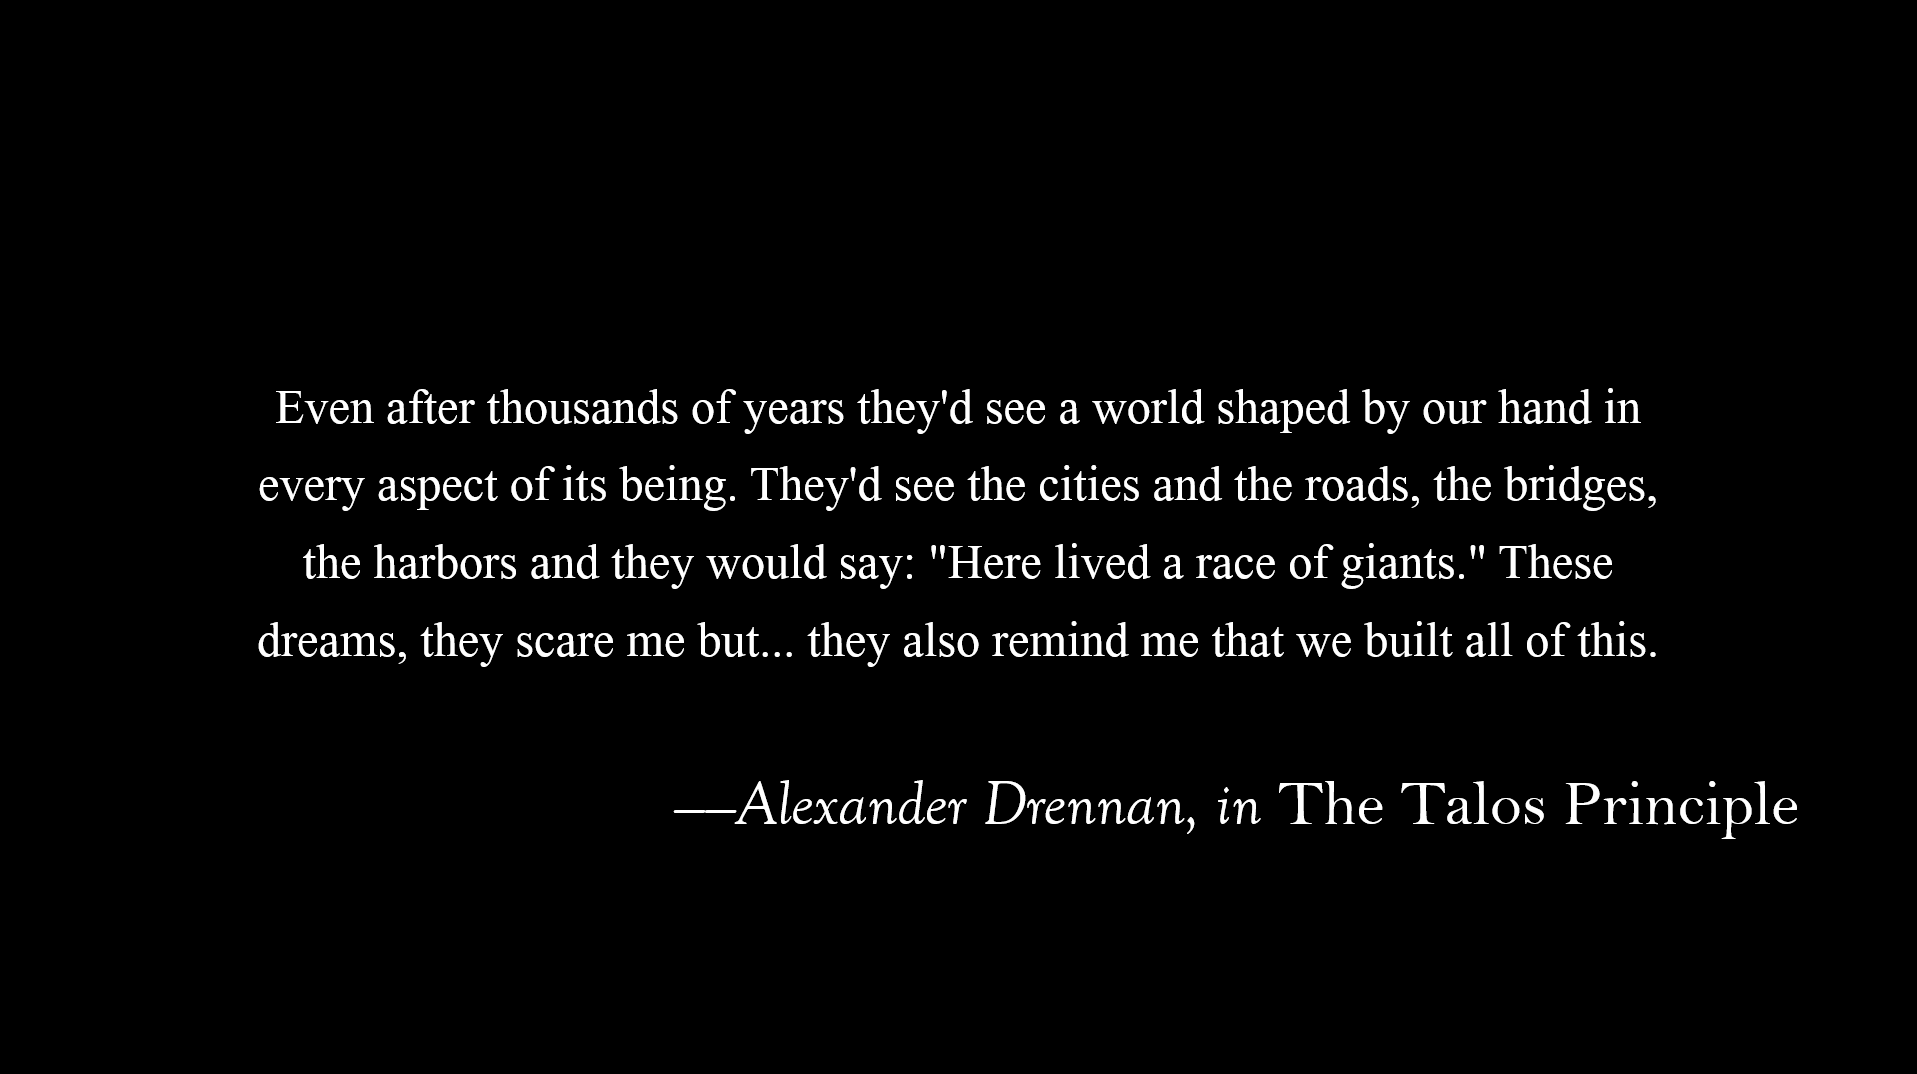 Even after thousands of years they'd see a world shaped by our hand in
every aspect of its being. They'd see the cities and the roads, the bridges,
the harbors and they would say: "Here lived a race of giants." These
dreams, they scare me but... they also remind me that we built all of this.
—Alexander Drennan, in The Talos Principle